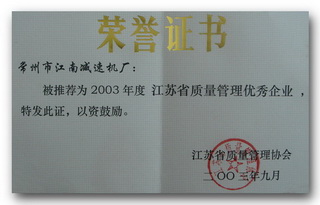 荣誉证书
常州市江南减速机厂：
被推荐为2003年度 江苏省质量管理优秀企业，
特发此证，以资鼓励。
江苏省质量管理协会
二〇〇三年九月